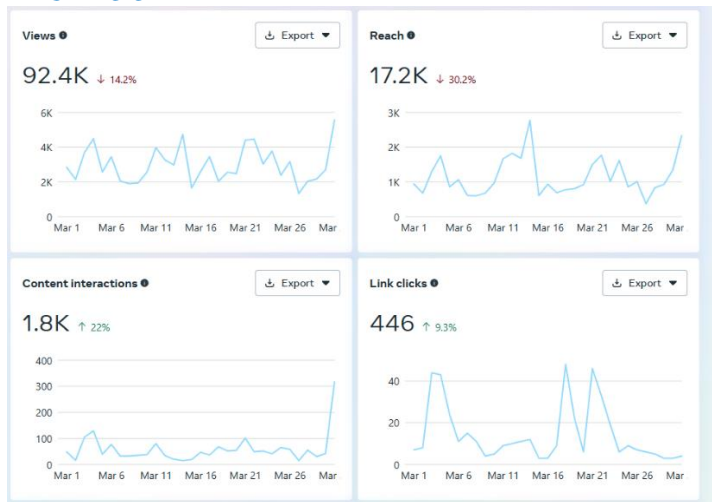 Views
Export
92.4K ↓ 14.2%
6K
4K
2K
0
Mar 1 Mar 6 Mar 11 Mar 16 Mar 21 Mar 26 Mar
Reach
Export
17.2K ↓ 30.2%
3K
2K
1K
0
Mar 1 Mar 6 Mar 11 Mar 16 Mar 21 Mar 26 Mar
Content interactions
Export
1.8K ↑ 22%
400
300
200
100
0
Mar 1 Mar 6 Mar 11 Mar 16 Mar 21 Mar 26 Mar
Link clicks
Export
446 ↑ 9.3%
40
20
0
Mar 1 Mar 6 Mar 11 Mar 16 Mar 21 Mar 26 Mar